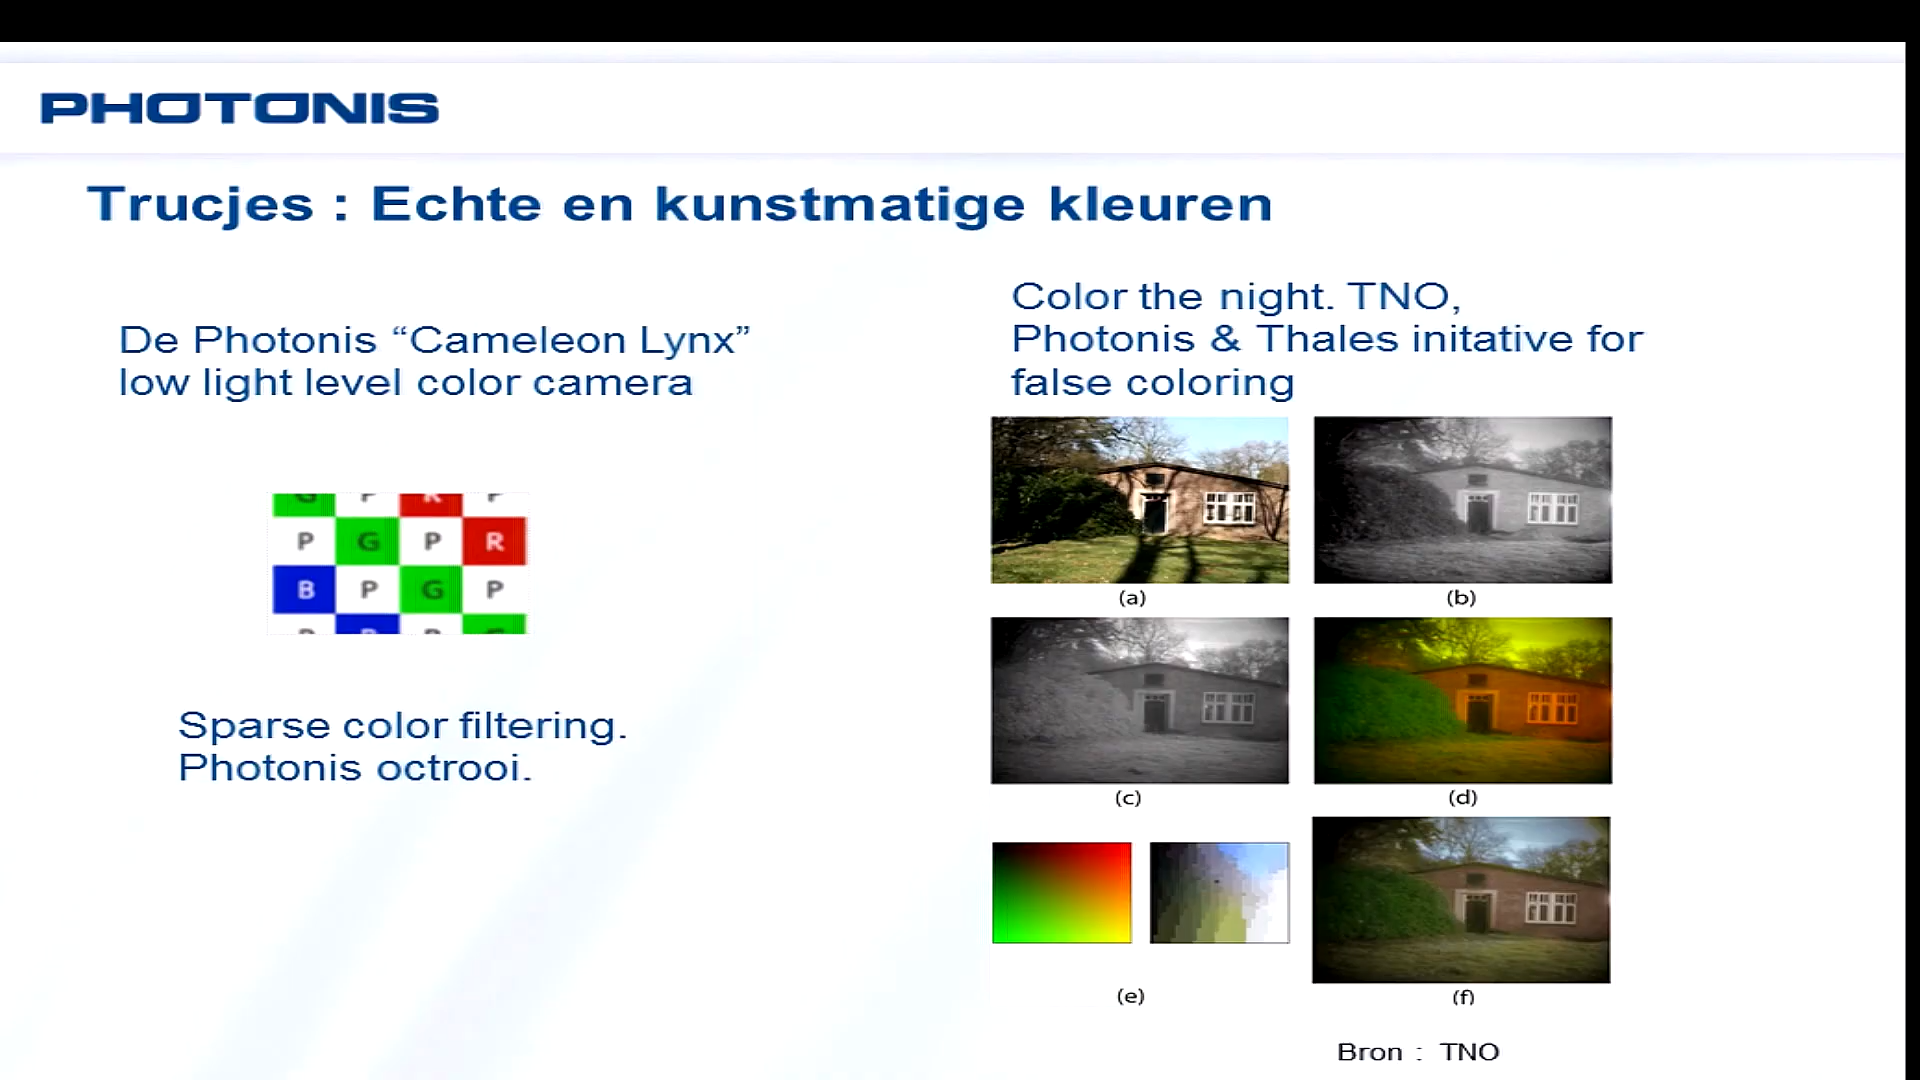 PHOTONIS
Trucjes : Echte en kunstmatige kleuren
De Photonis “Cameleon Lynx”
low light level color camera
G P R P
P G P R
B P G P
Sparse color filtering.
Photonis octrooi.
Color the night. TNO,
Photonis & Thales initative for
false coloring
(a) (b)
(c) (d)
(e) (f)
Bron : TNO